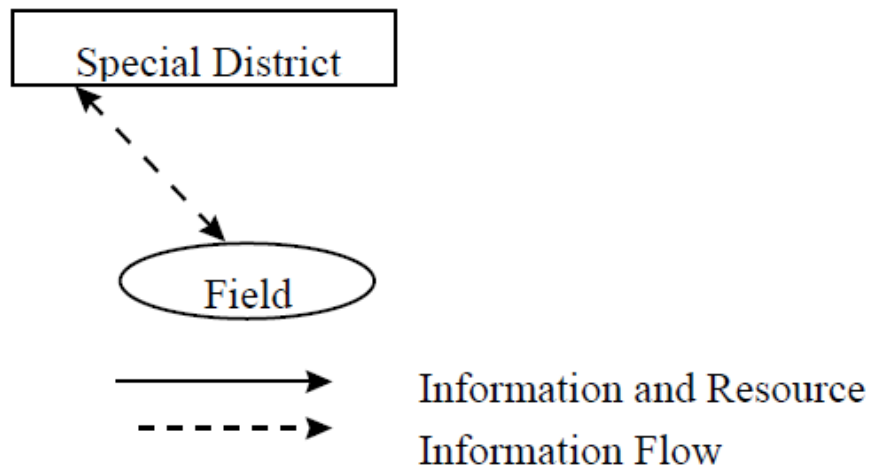 Special District
Field
Information and Resource
Information Flow